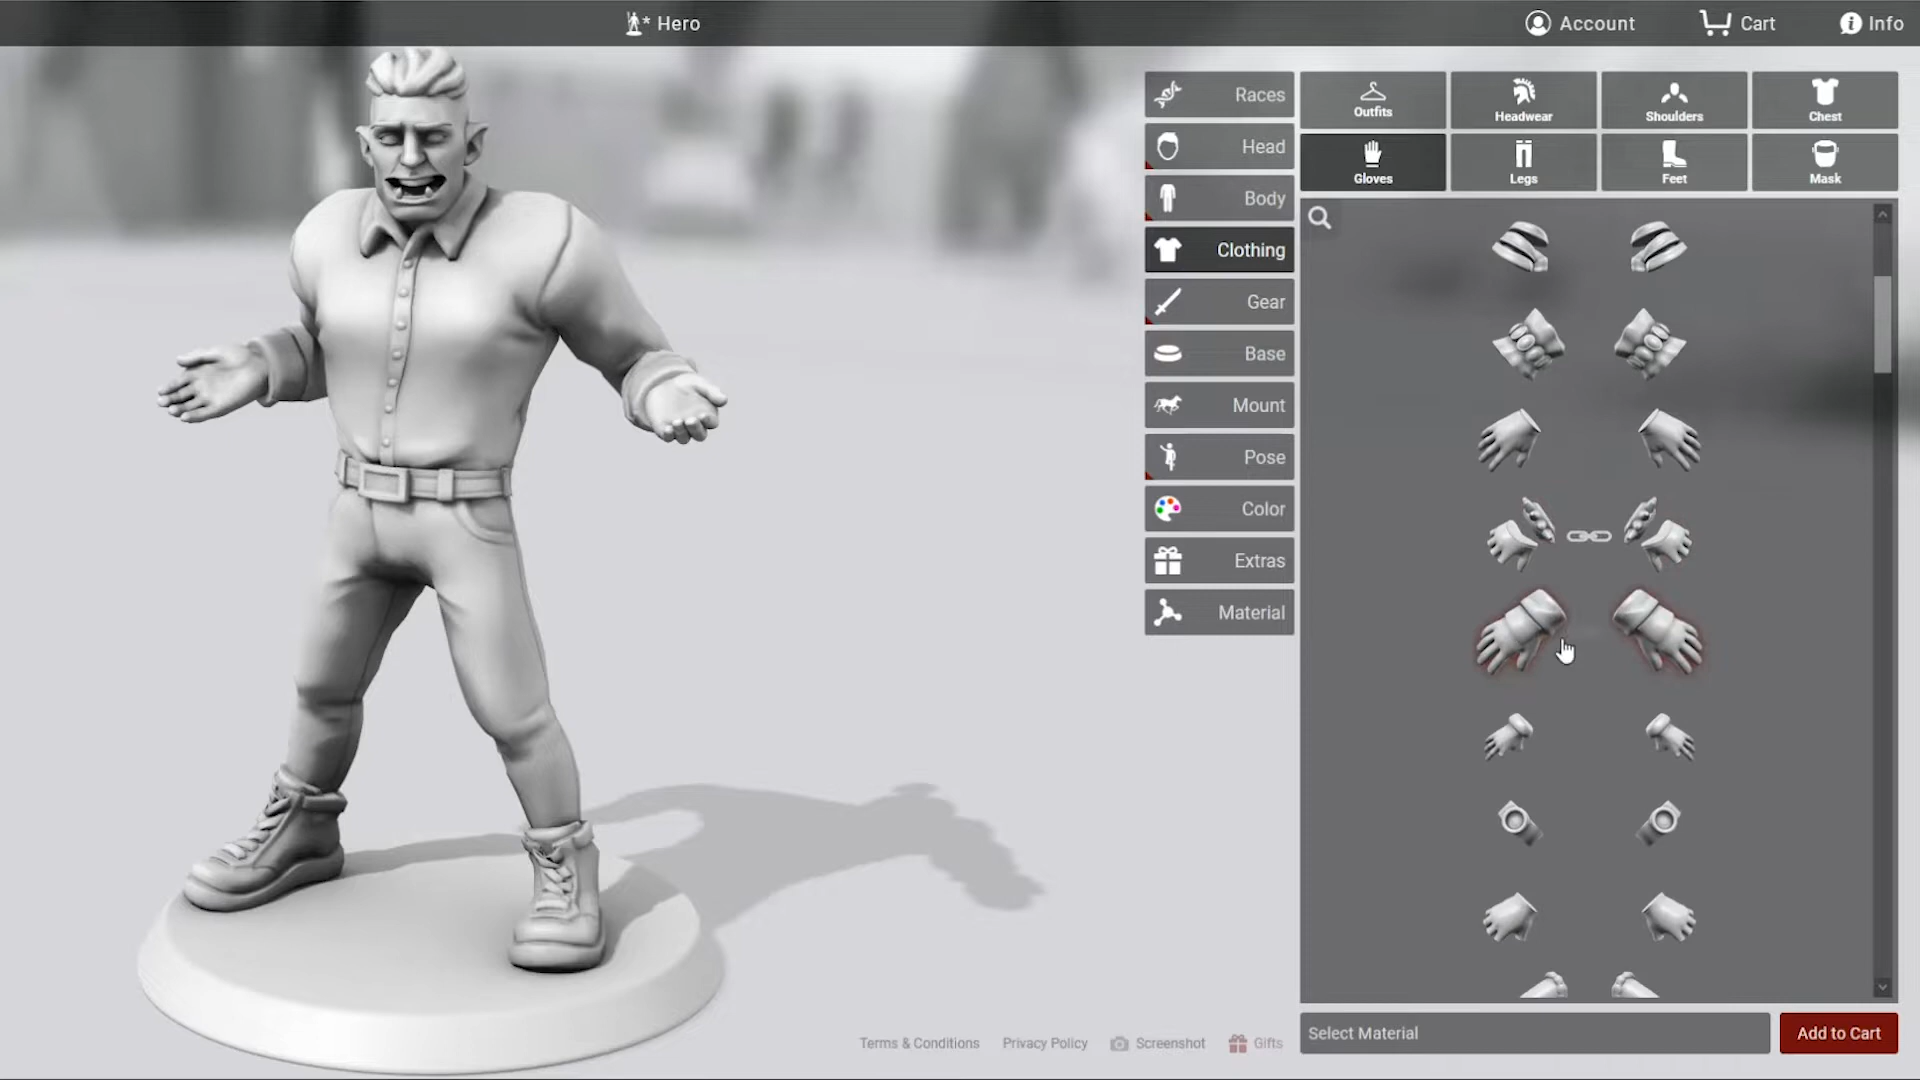 * Hero
Account
Cart
Info
Races
Head
Body
Clothing
Gear
Base
Mount
Pose
Color
Extras
Material
Outfits
Headwear
Shoulders
Chest
Gloves
Legs
Feet
Mask
Terms & Conditions
Privacy Policy
Screenshot
Gifts
Select Material
Add to Cart